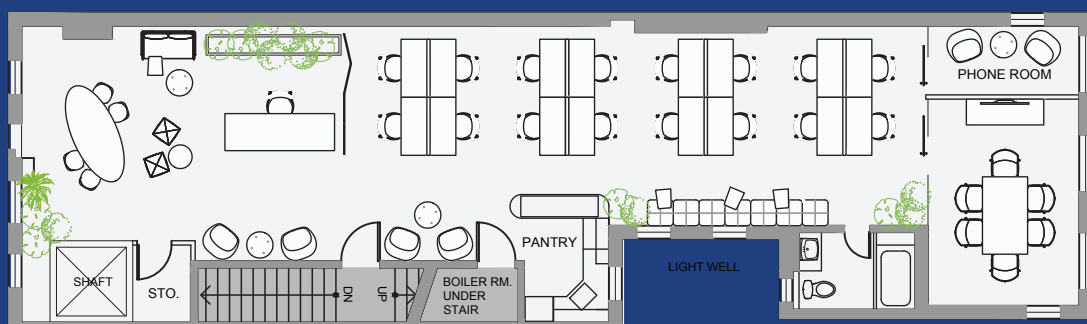 PHONE ROOM
PANTRY
LIGHT WELL
SHAFT
STO.
DN
UP
BOILER RM.
UNDER
STAIR